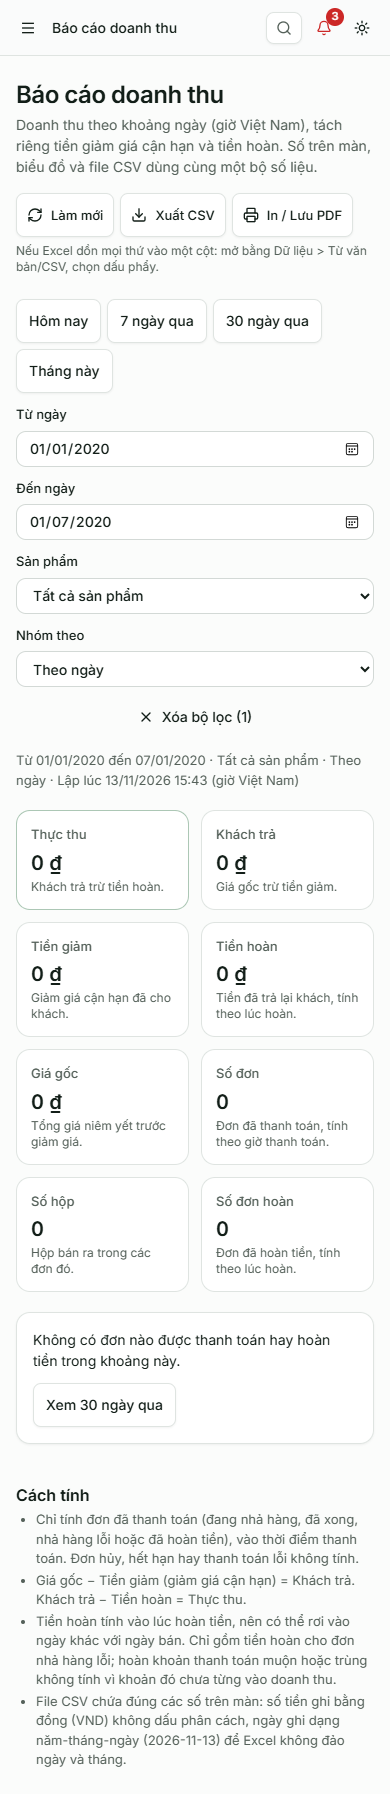 Báo cáo doanh thu
3
Báo cáo doanh thu
Doanh thu theo khoảng ngày (giờ Việt Nam), tách
riêng tiền giảm giá cận hạn và tiền hoàn. Số trên màn,
biểu đồ và file CSV dùng cùng một bộ số liệu.
Làm mới
Xuất CSV
In / Lưu PDF
Nếu Excel dồn mọi thứ vào một cột: mở bằng Dữ liệu > Từ văn
bản/CSV, chọn dấu phẩy.
Hôm nay
7 ngày qua
30 ngày qua
Tháng này
Từ ngày
01/01/2020
Đến ngày
01/07/2020
Sản phẩm
Tất cả sản phẩm
Nhóm theo
Theo ngày
Xóa bộ lọc (1)
Từ 01/01/2020 đến 07/01/2020 · Tất cả sản phẩm · Theo
ngày · Lập lúc 13/11/2026 15:43 (giờ Việt Nam)
Thực thu
0 ₫
Khách trả trừ tiền hoàn.
Khách trả
0 ₫
Giá gốc trừ tiền giảm.
Tiền giảm
0 ₫
Giảm giá cận hạn đã cho
khách.
Tiền hoàn
0 ₫
Tiền đã trả lại khách, tính
theo lúc hoàn.
Giá gốc
0 ₫
Tổng giá niêm yết trước
giảm giá.
Số đơn
0
Đơn đã thanh toán, tính
theo giờ thanh toán.
Số hộp
0
Hộp bán ra trong các
đơn đó.
Số đơn hoàn
0
Đơn đã hoàn tiền, tính
theo lúc hoàn.
Không có đơn nào được thanh toán hay hoàn
tiền trong khoảng này.
Xem 30 ngày qua
Cách tính
• Chỉ tính đơn đã thanh toán (đang nhả hàng, đã xong,
nhả hàng lỗi hoặc đã hoàn tiền), vào thời điểm thanh
toán. Đơn hủy, hết hạn hay thanh toán lỗi không tính.
• Giá gốc − Tiền giảm (giảm giá cận hạn) = Khách trả.
Khách trả − Tiền hoàn = Thực thu.
• Tiền hoàn tính vào lúc hoàn tiền, nên có thể rơi vào
ngày khác với ngày bán. Chỉ gồm tiền hoàn cho đơn
nhả hàng lỗi; hoàn khoản thanh toán muộn hoặc trùng
không tính vì khoản đó chưa từng vào doanh thu.
• File CSV chứa đúng các số trên màn: số tiền ghi bằng
đồng (VND) không dấu phân cách, ngày ghi dạng
năm-tháng-ngày (2026-11-13) để Excel không đảo
ngày và tháng.